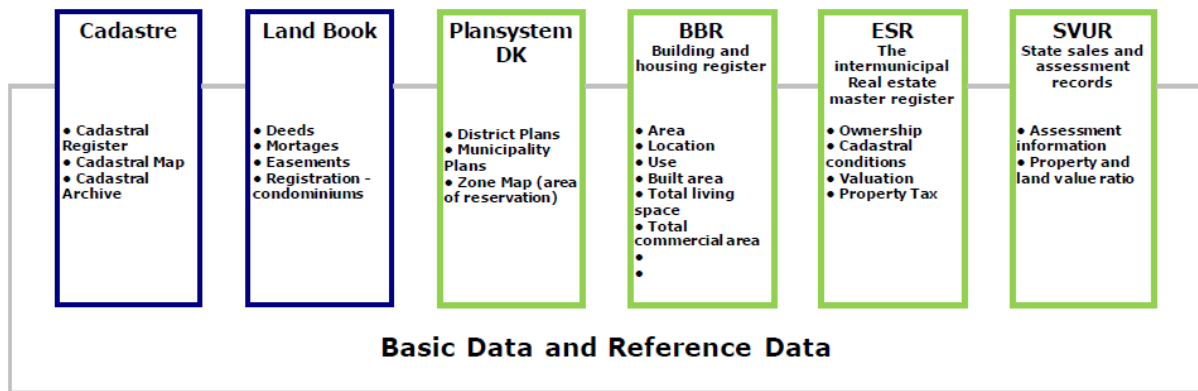 Cadastre
● Cadastral
Register
● Cadastral Map
● Cadastral
Archive
Land Book
● Deeds
● Mortages
● Easements
● Registration -
condominiums
Plansystem
DK
● District Plans
● Municipality
Plans
● Zone Map (area
of reservation)
BBR
Building and
housing register
● Area
● Location
● Use
● Built area
● Total living
space
● Total
commercial area
●
●
ESR
The
intermunicipal
Real estate
master register
● Ownership
● Cadastral
conditions
● Valuation
● Property Tax
SVUR
State sales and
assessment
records
● Assessment
information
● Property and
land value ratio
Basic Data and Reference Data